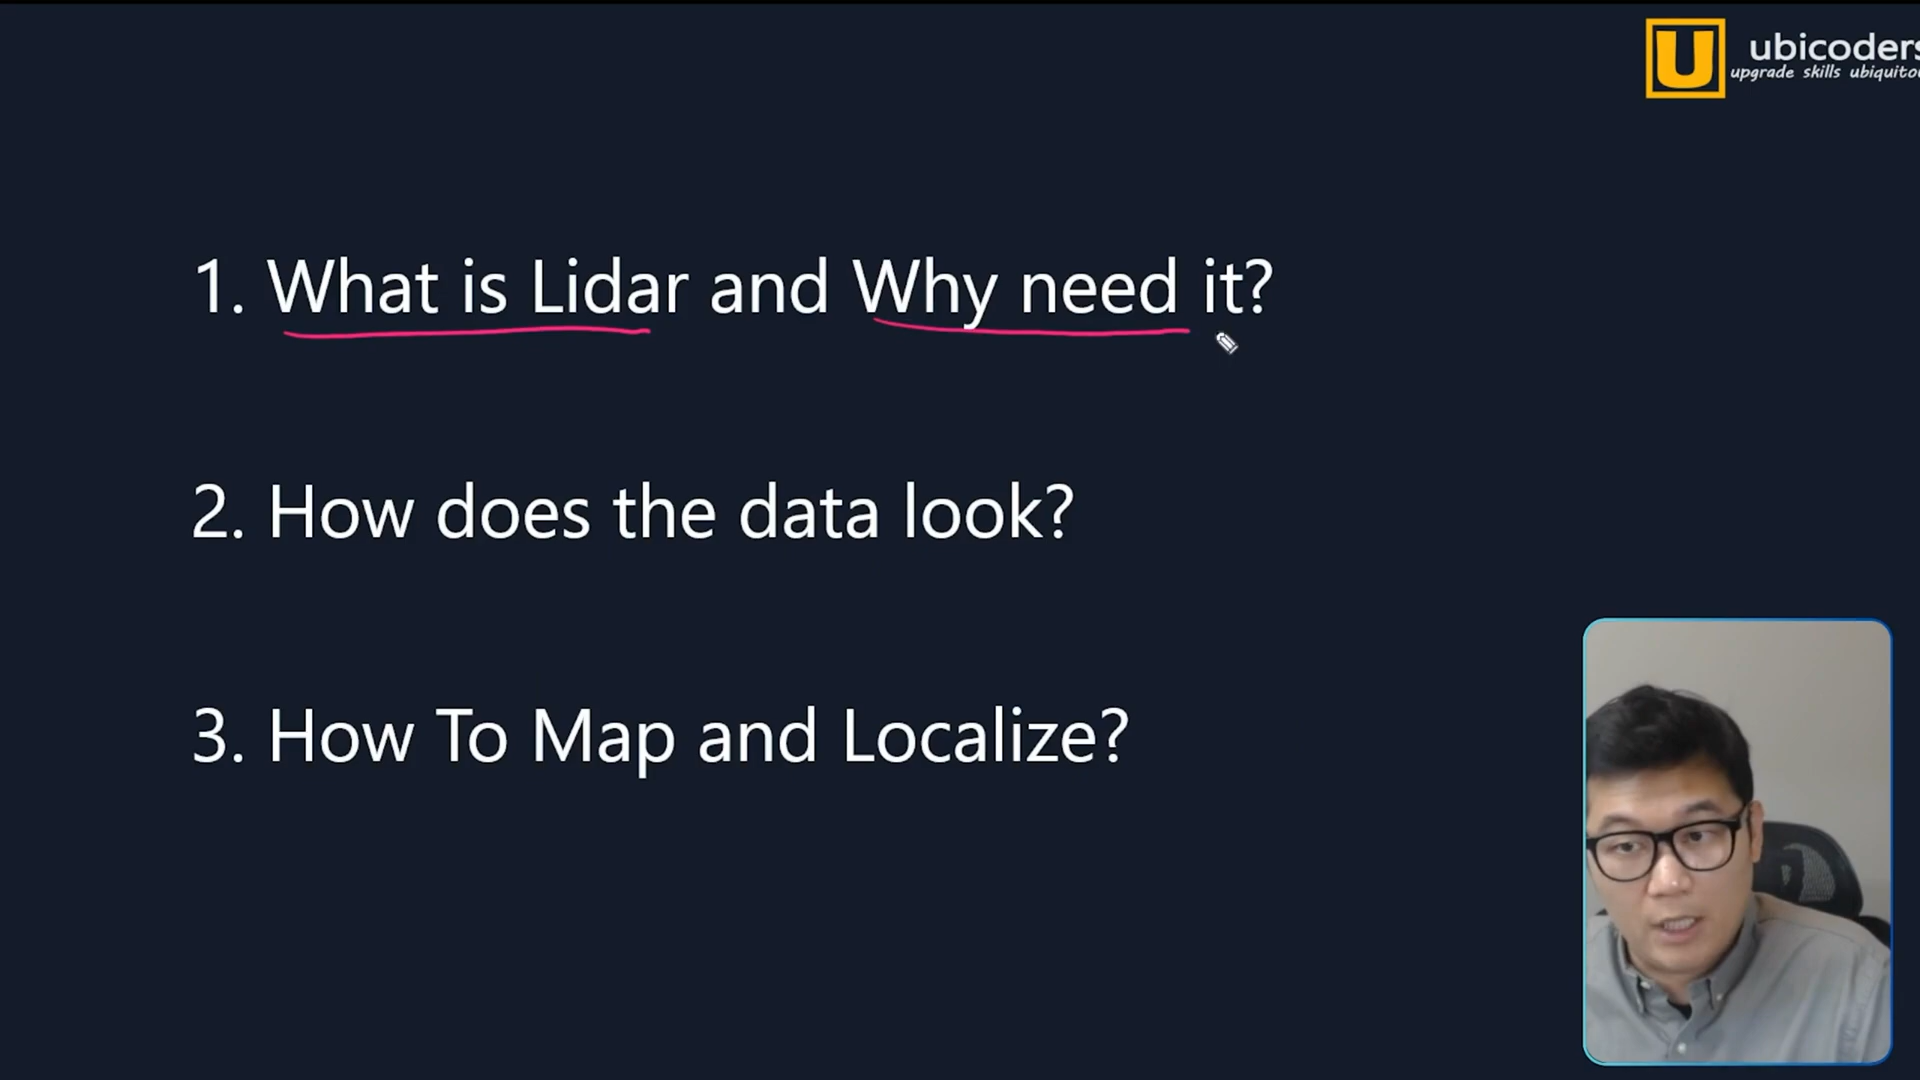 ubicoders
upgrade skills
1. What is Lidar and Why need it?
2. How does the data look?
3. How To Map and Localize?